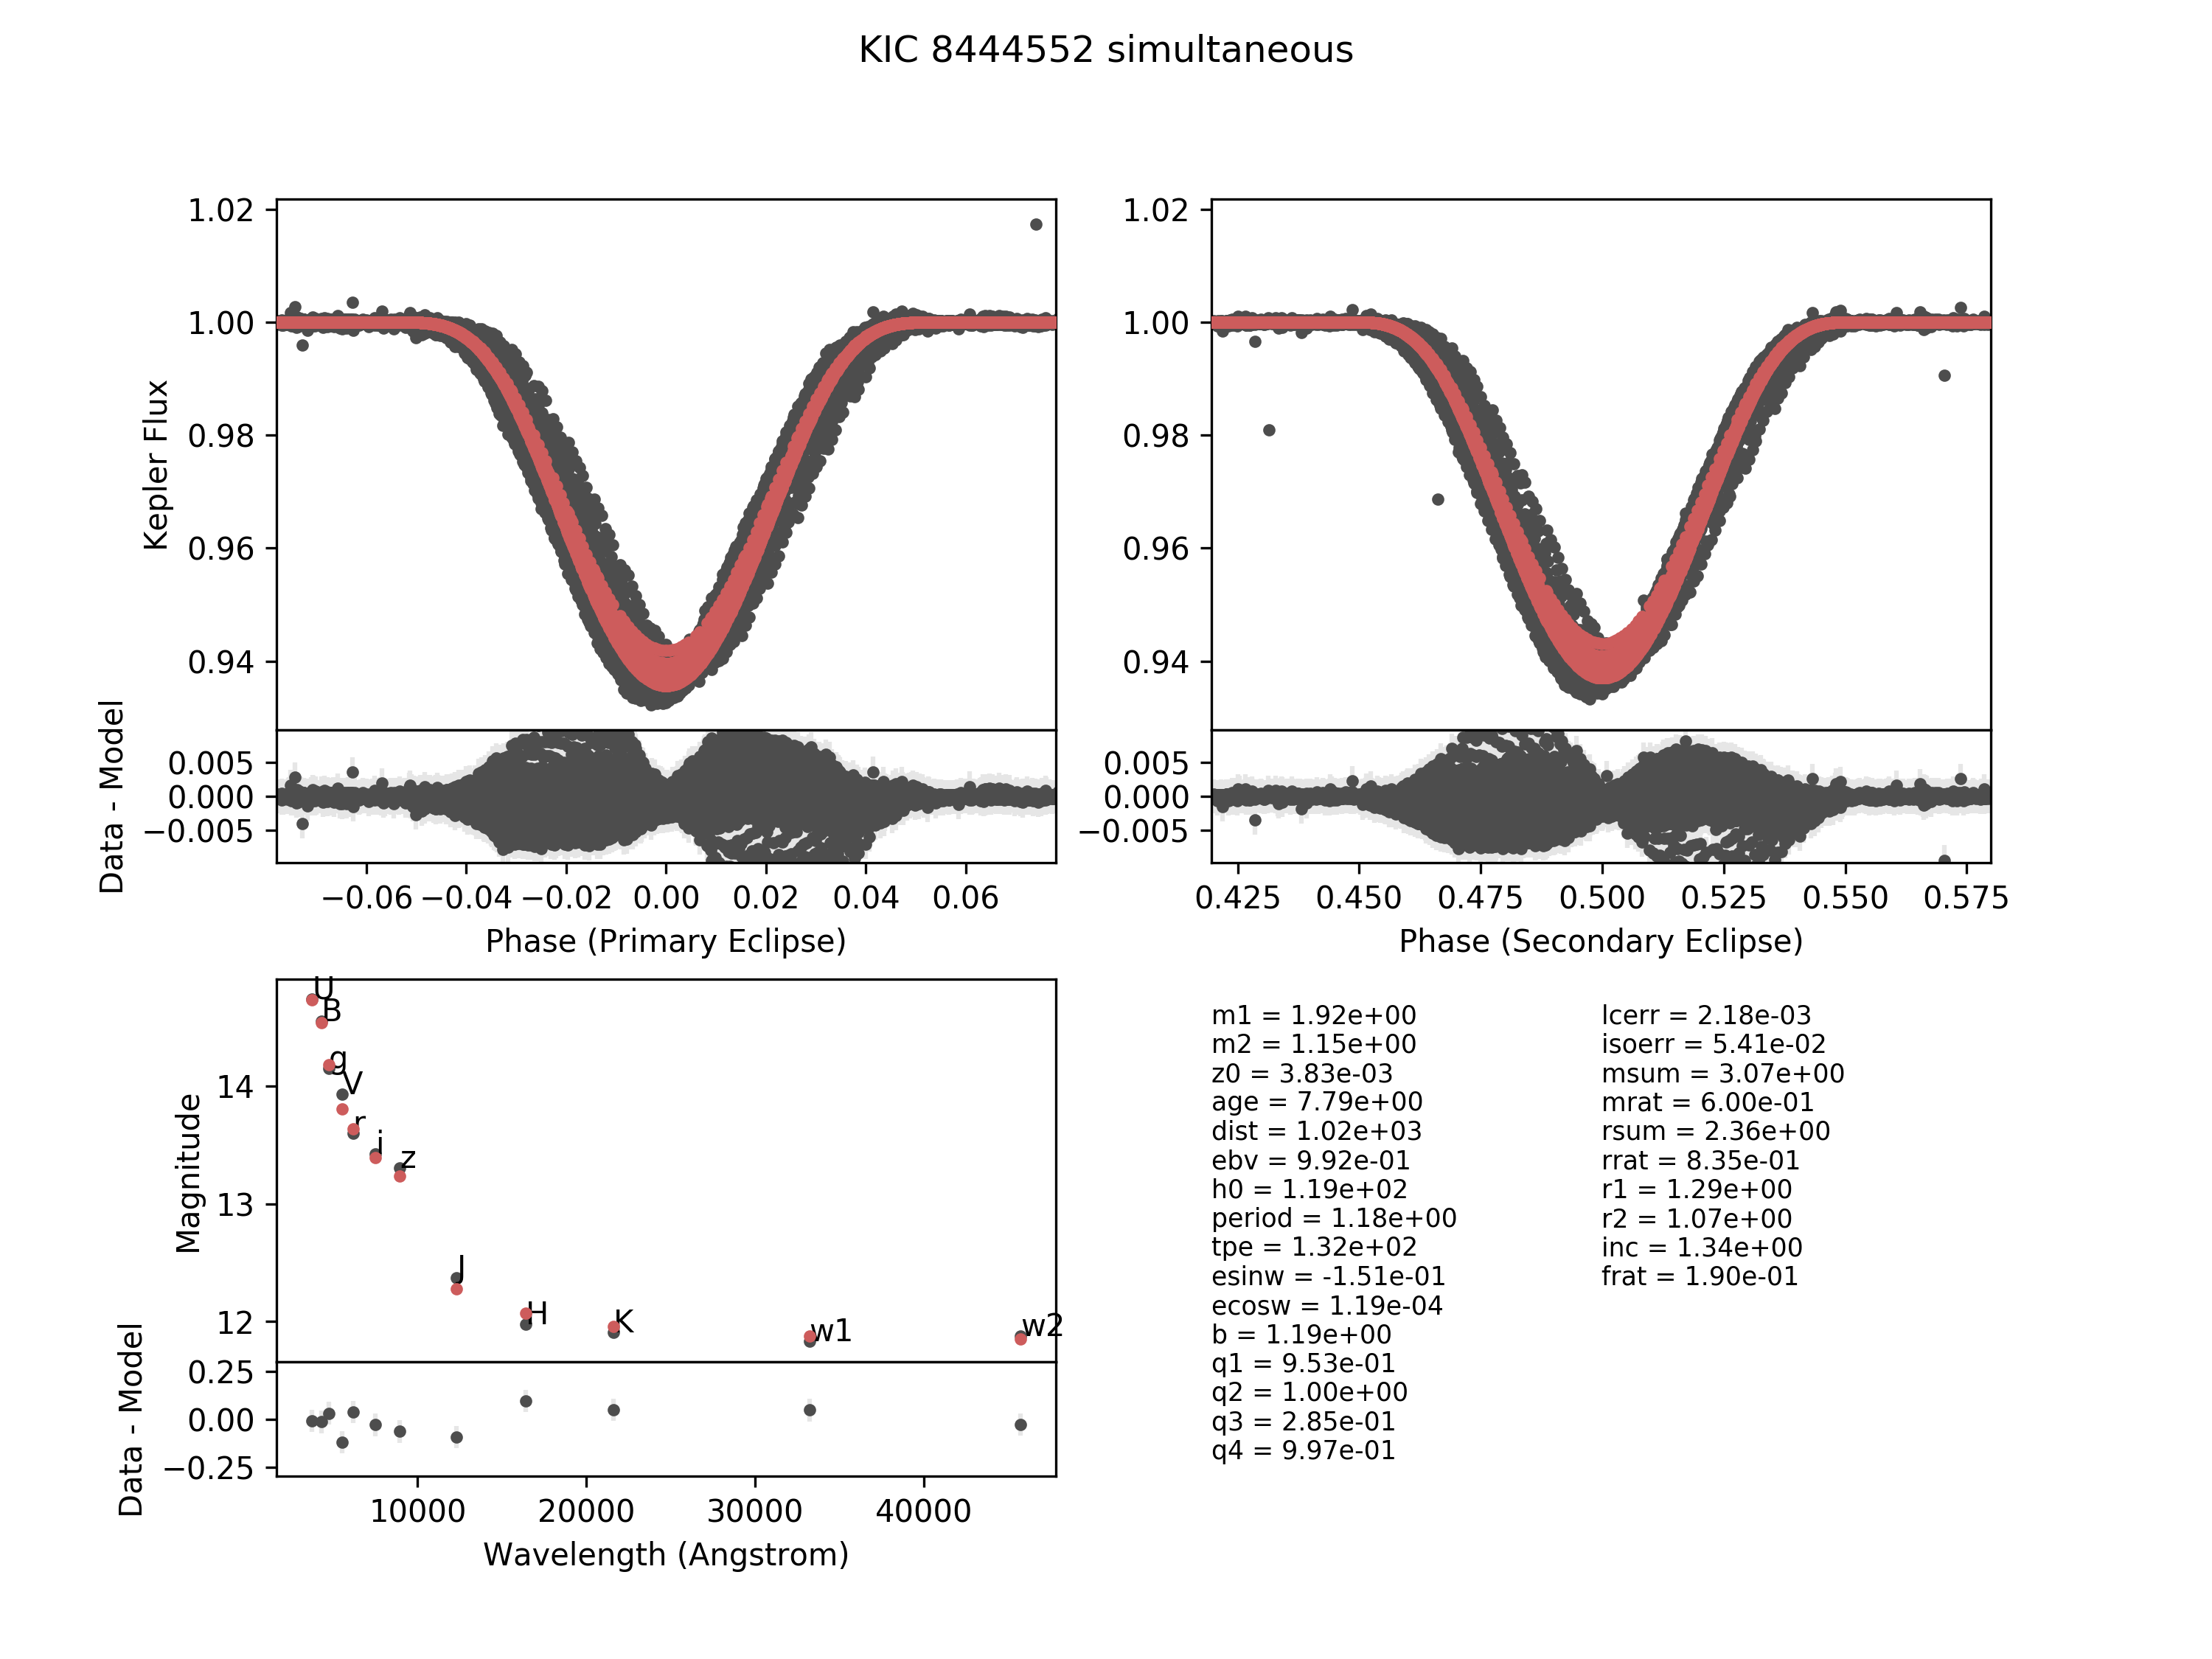 KIC 8444552 simultaneous
1.02
1.00
0.98
0.96
0.94
Kepler Flux
0.005
0.000
−0.005
Data - Model
−0.06 −0.04 −0.02 0.00 0.02 0.04 0.06
Phase (Primary Eclipse)
1.02
1.00
0.98
0.96
0.94
0.005
0.000
−0.005
0.425 0.450 0.475 0.500 0.525 0.550 0.575
Phase (Secondary Eclipse)
14
13
12
Magnitude
U
B
g
V
r
i
z
J
H
K
w1
w2
0.25
0.00
−0.25
Data - Model
10000 20000 30000 40000
Wavelength (Angstrom)
m1 = 1.92e+00
m2 = 1.15e+00
z0 = 3.83e-03
age = 7.79e+00
dist = 1.02e+03
ebv = 9.92e-01
h0 = 1.19e+02
period = 1.18e+00
tpe = 1.32e+02
esinw = -1.51e-01
ecosw = 1.19e-04
b = 1.19e+00
q1 = 9.53e-01
q2 = 1.00e+00
q3 = 2.85e-01
q4 = 9.97e-01
lcerr = 2.18e-03
isoerr = 5.41e-02
msum = 3.07e+00
mrat = 6.00e-01
rsum = 2.36e+00
rrat = 8.35e-01
r1 = 1.29e+00
r2 = 1.07e+00
inc = 1.34e+00
frat = 1.90e-01